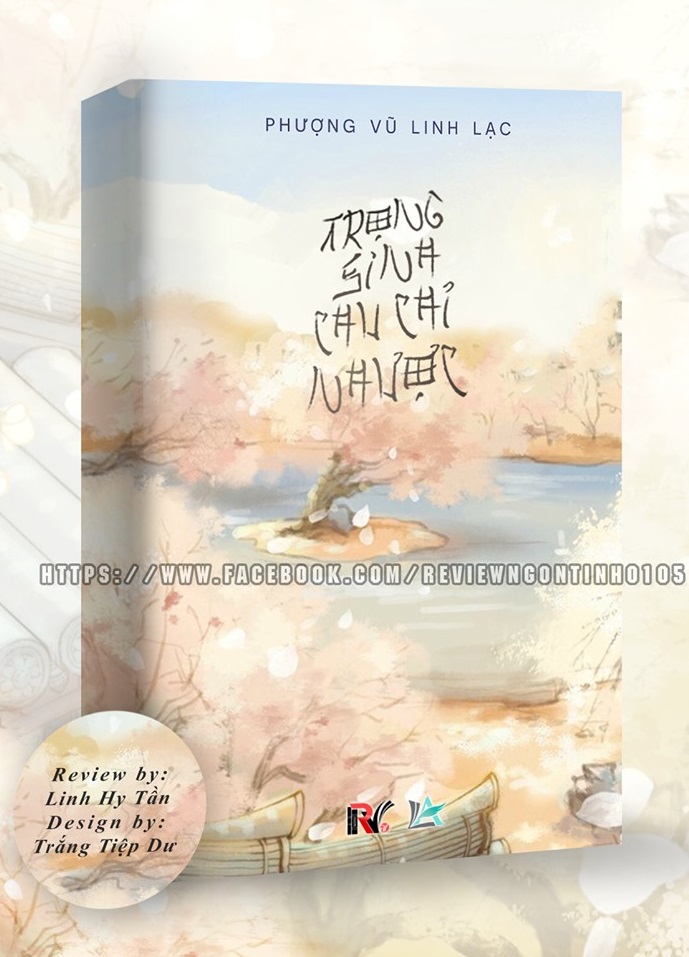 PHƯỢNG VŨ LINH LẠC
TRỌNG
SINH
CHU CHỈ
NHƯỢC
HTTPS://WWW.FACEBOOK.COM/REVIEWNGONTINH0105
Review by:
Linh Hy Tần
Design by:
Trắng Tiệp Dư
RV